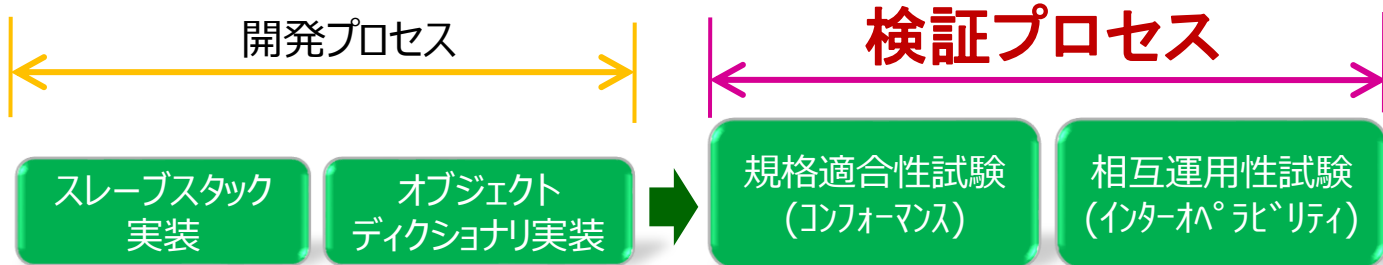 開発プロセス
検証プロセス
スレーブスタック
実装
オブジェクト
ディクショナリ実装
規格適合性試験
(ｺﾝﾌｫｰﾏﾝｽ)
相互運用性試験
(ｲﾝﾀｰｵﾍﾟﾗﾋﾞﾘﾃｨ)